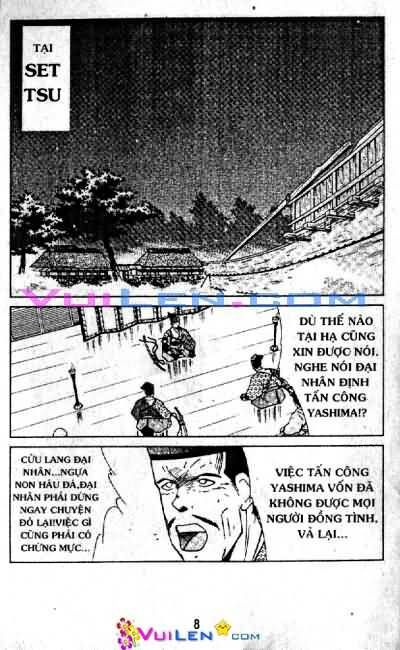 TẠI
SET
TSU
VUILEN.COM
DÙ THẾ NÀO
TẠI HẠ CŨNG
XIN ĐƯỢC NÓI.
NGHE NÓI ĐẠI
NHÂN ĐỊNH
TẤN CÔNG
YASHIMA!?
CỬU LANG ĐẠI
NHÂN...NGỰA
NON HÁU ĐÁ,ĐẠI
NHÂN PHẢI DỪNG
NGAY CHUYỆN
ĐÓ LẠI!VIỆC GÌ
CŨNG PHẢI CÓ
CHỪNG MỰC...
VIỆC TẤN CÔNG
YASHIMA VỐN ĐÃ
KHÔNG ĐƯỢC MỌI
NGƯỜI ĐỒNG TÌNH,
VẢ LẠI...
8
VUILEN.COM